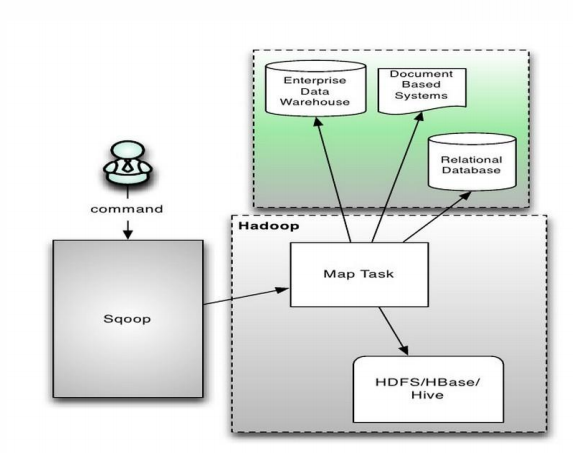 Enterprise
Data
Warehouse
Document
Based
Systems
Relational
Database
command
Hadoop
Sqoop
Map Task
HDFS/HBase/
Hive